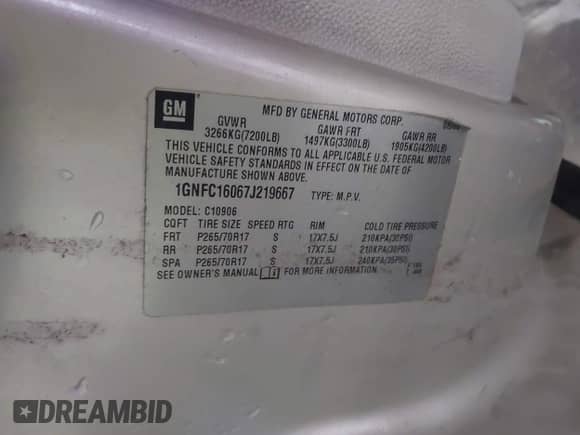 GM
MFD BY GENERAL MOTORS CORP.
GVWR GAWR FRT GAWR RR
3266KG(7200LB) 1497KG(3300LB) 1905KG(4200LB)
THIS VEHICLE CONFORMS TO ALL APPLICABLE U.S. FEDERAL MOTOR
VEHICLE SAFETY STANDARDS IN EFFECT ON THE DATE OF
MANUFACTURE SHOWN ABOVE.
1GNFC16067J219667 TYPE: M.P.V.
MODEL: C10906
CQFT TIRE SIZE SPEED RTG RIM COLD TIRE PRESSURE
FRT P265/70R17 S 17X7.5J 210KPA(30PSI)
RR P265/70R17 S 17X7.5J 210KPA(30PSI)
SPA P265/70R17 S 17X7.5J 240KPA(35PSI)
SEE OWNER'S MANUAL FOR MORE INFORMATION.
DREAMBID